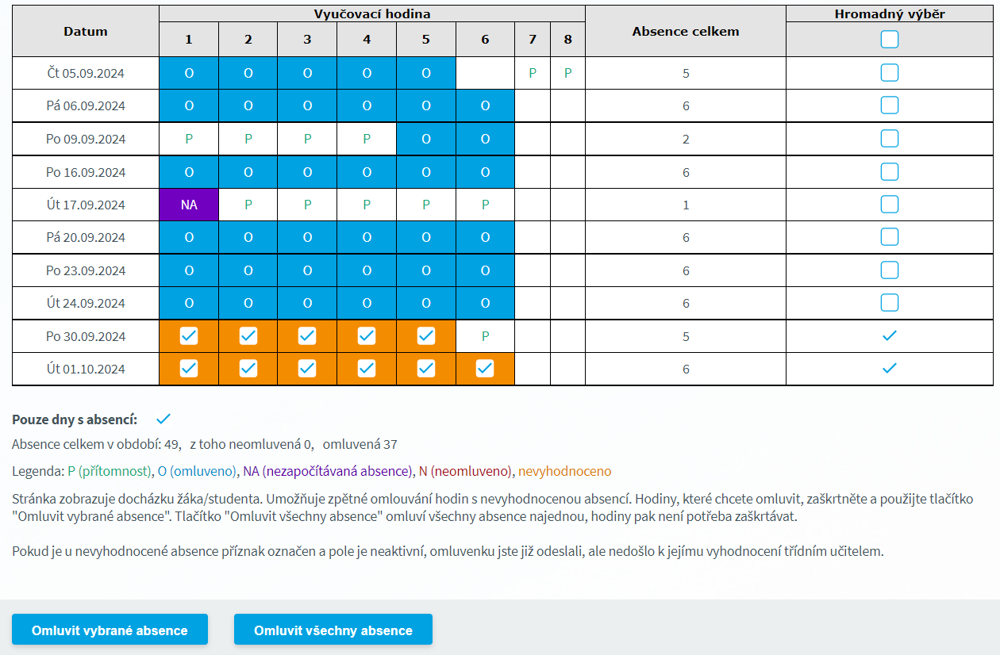 Datum Vyučovací hodina Absence celkem Hromadný výběr
1 2 3 4 5 6 7 8
Čt 05.09.2024 O O O O O P P 5
Pá 06.09.2024 O O O O O O 6
Po 09.09.2024 P P P P O O 2
Po 16.09.2024 O O O O O O 6
Út 17.09.2024 NA P P P P P 1
Pá 20.09.2024 O O O O O O 6
Po 23.09.2024 O O O O O O 6
Út 24.09.2024 O O O O O O 6
Po 30.09.2024 P 5
Út 01.10.2024 6
Pouze dny s absencí:
Absence celkem v období: 49, z toho neomluvená 0, omluvená 37
Legenda: P (přítomnost), O (omluveno), NA (nezapočítávaná absence), N (neomluveno), nevyhodnoceno
Stránka zobrazuje docházku žáka/studenta. Umožňuje zpětné omlouvání hodin s nevyhodnocenou absencí. Hodiny, které chcete omluvit, zaškrtněte a použijte tlačítko
"Omluvit vybrané absence". Tlačítko "Omluvit všechny absence" omluví všechny absence najednou, hodiny pak není potřeba zaškrtávat.
Pokud je u nevyhodnocené absence příznak označen a pole je neaktivní, omluvenku jste již odeslali, ale nedošlo k jejímu vyhodnocení třídním učitelem.
Omluvit vybrané absence Omluvit všechny absence